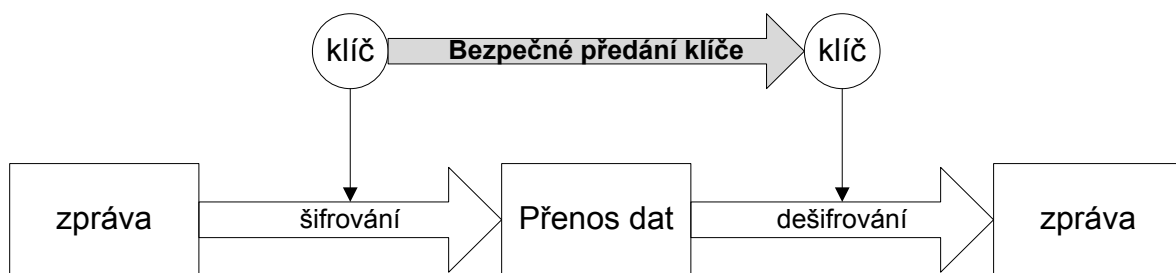 klíč
Bezpečné předání klíče
klíč
zpráva
šifrování
Přenos dat
dešifrování
zpráva